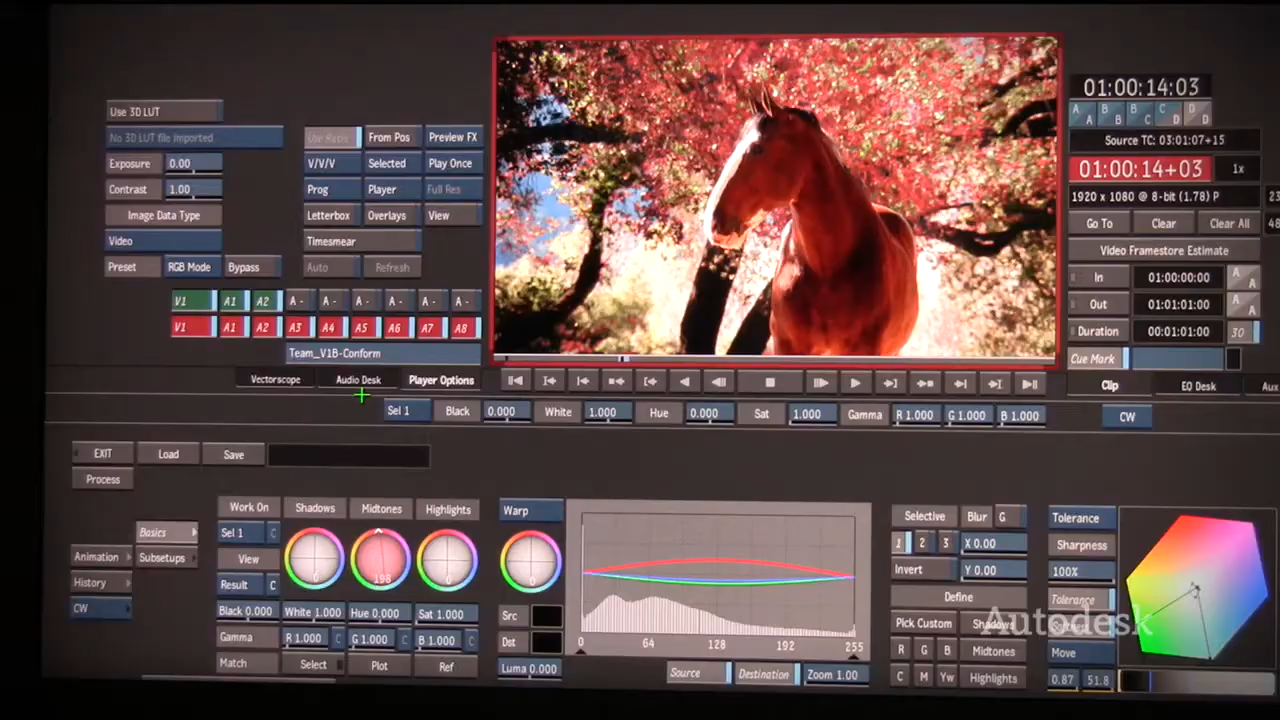 Use 3D LUT
No 3D LUT file imported
Exposure 0.00
Contrast 1.00
Image Data Type
Video
Preset RGB Mode Bypass
From Pos Preview FX
V/V/V Selected Play Once
Prog Player Full Res
Letterbox Overlays View
Timesmear
Auto Refresh
V1 A1 A2 A - A - A - A - A - A -
V1 A1 A2 A3 A4 A5 A6 A7 A8
Team_V1B-Conform
Vectorscope Audio Desk Player Options
01:00:14:03
A A B B B C C D D D
Source TC: 03:01:07+15
01:00:14+03 1x
1920 x 1080 @ 8-bit (1.78) P
Go To Clear Clear All
Video Framestore Estimate
In 01:00:00:00 A A
Out 01:01:01:00 A A
Duration 00:01:01:00 30
Cue Mark
Clip EQ Desk Aux
Sel 1 Black 0.000 White 1.000 Hue 0.000 Sat 1.000 Gamma R 1.000 G 1.000 B 1.000 CW
EXIT Load Save
Process
Work On Shadows Midtones Highlights Warp
Basics Sel 1 C
Animation Subsetups View
History Result C
CW
0 198 0 0
Black 0.000 White 1.000 Hue 0.000 Sat 1.000
Gamma R 1.000 C G 1.000 C B 1.000 C
Match Select Plot Ref
Src
Dst
Luma 0.000
0 64 128 192 255
Source Destination Zoom 1.00
Selective Blur G
1 2 3 X 0.00
Invert Y 0.00
Define
Pick Custom Shadows
R G B Midtones
C M Yw Highlights
Tolerance
Sharpness
100%
Tolerance
Move
0.87 51.8
Autodesk